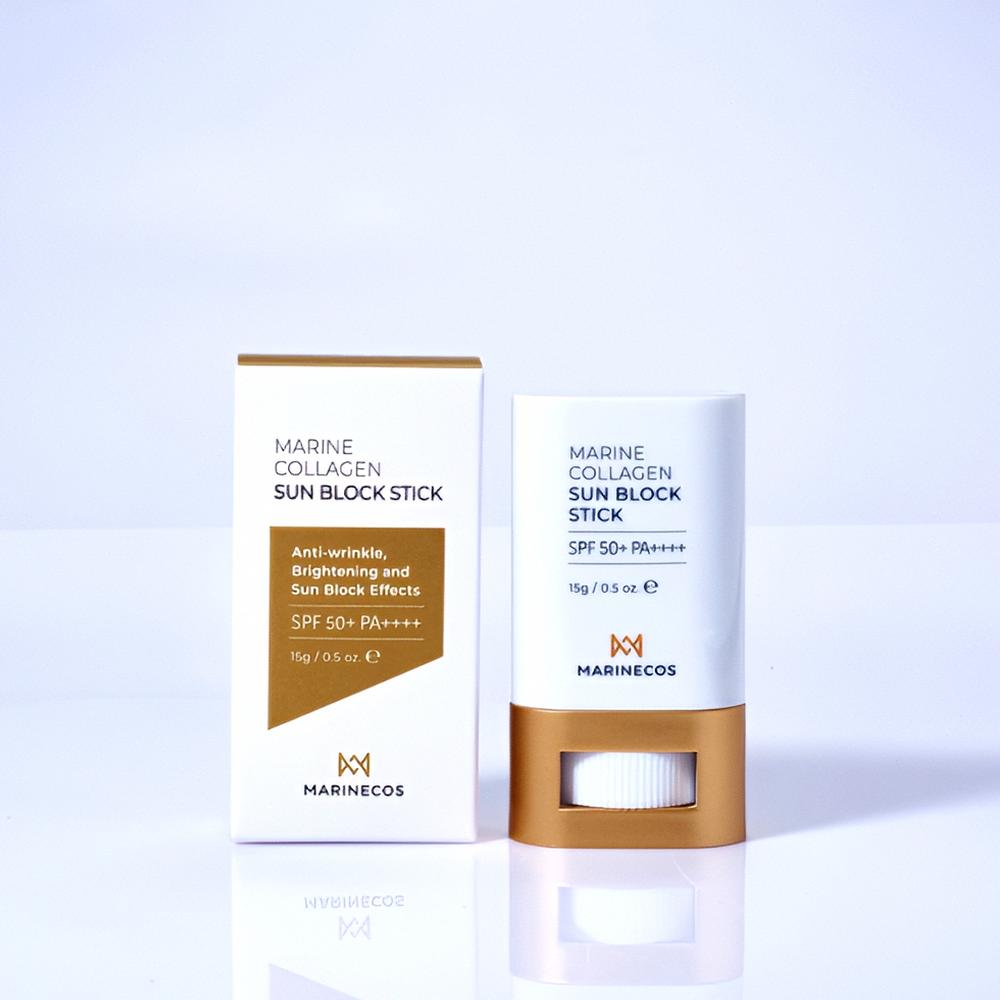 MARINE
COLLAGEN
SUN BLOCK STICK
Anti-wrinkle,
Brightening and
Sun Block Effects
SPF 50+ PA++++
15g / 0.5 oz. ℮
MARINECOS
MARINE
COLLAGEN
SUN BLOCK
STICK
SPF 50+ PA++++
15g / 0.5 oz. ℮
MARINECOS